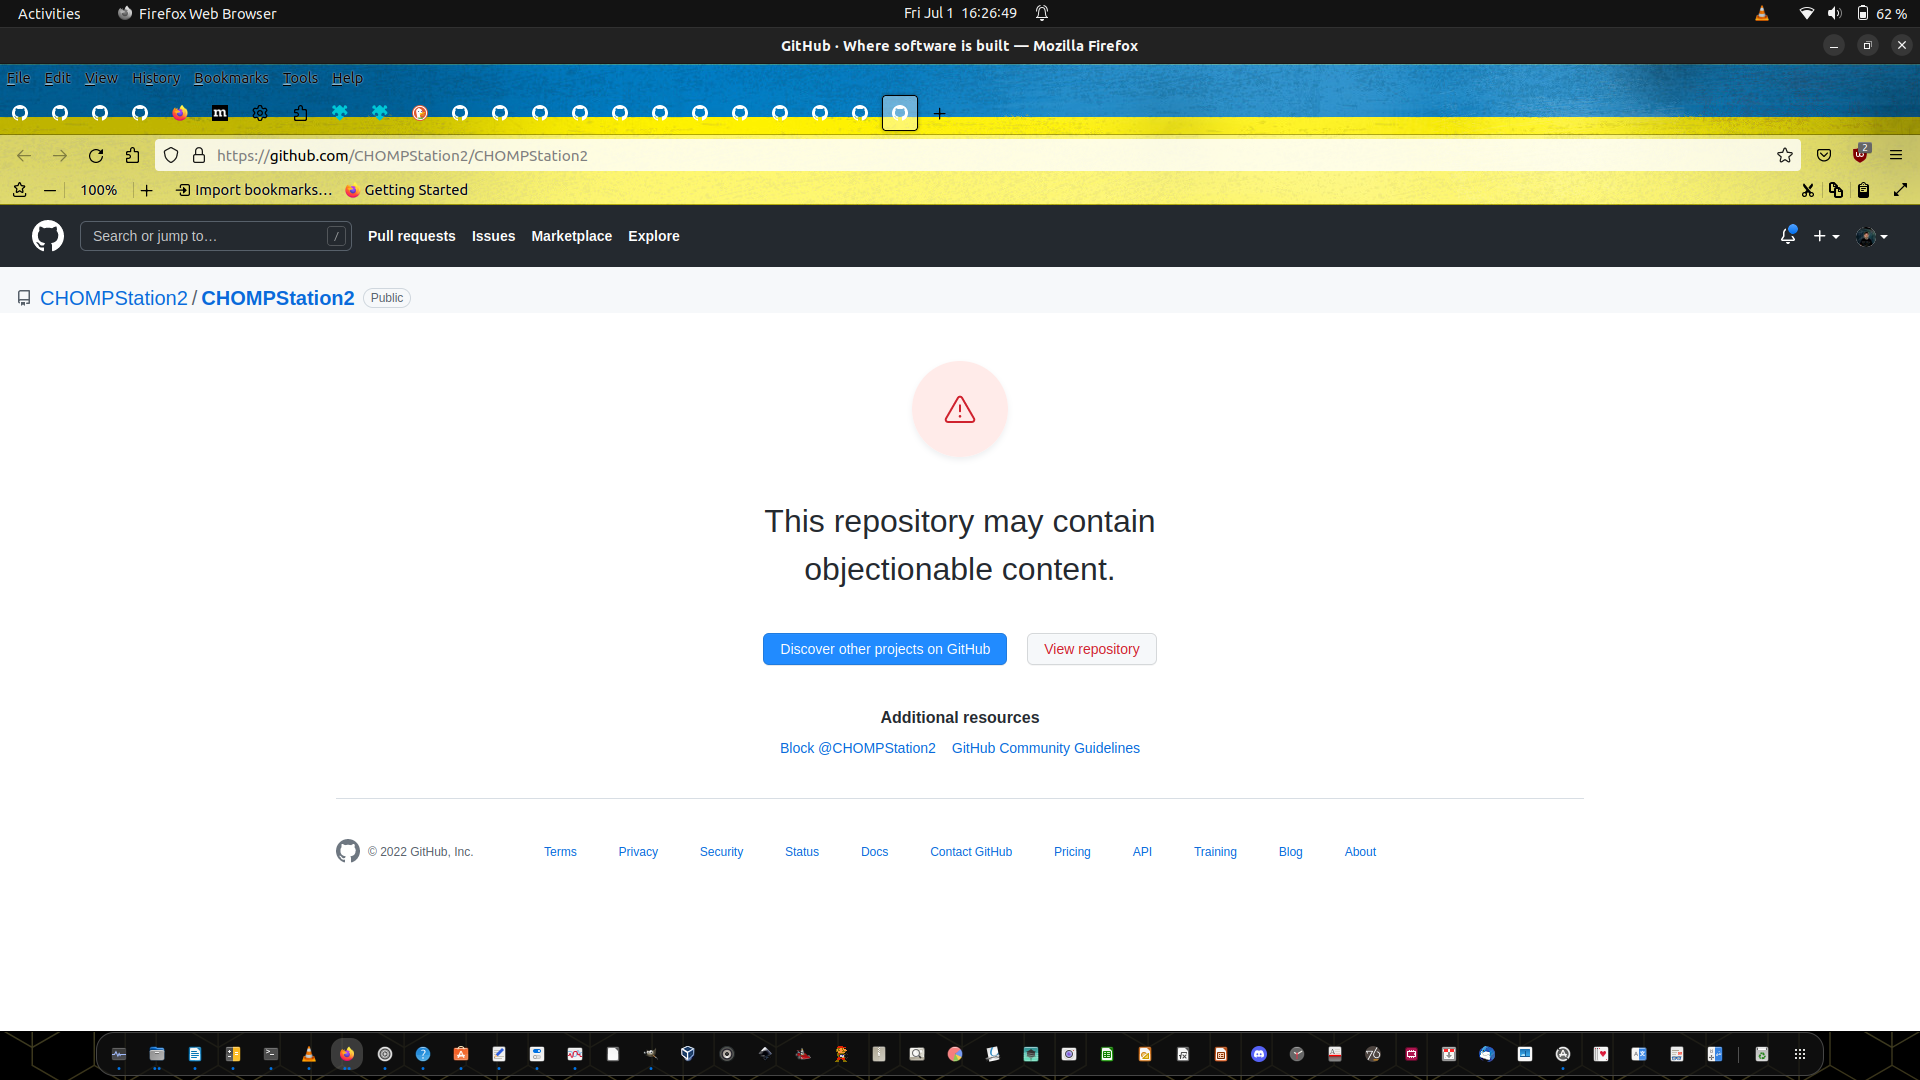 Activities
Firefox Web Browser
Fri Jul 1 16:26:49
62 %
GitHub · Where software is built — Mozilla Firefox
File Edit View History Bookmarks Tools Help
https://github.com/CHOMPStation2/CHOMPStation2
2
100%
Import bookmarks…
Getting Started
Search or jump to…
/
Pull requests
Issues
Marketplace
Explore
CHOMPStation2 / CHOMPStation2
Public
This repository may contain
objectionable content.
Discover other projects on GitHub
View repository
Additional resources
Block @CHOMPStation2
GitHub Community Guidelines
© 2022 GitHub, Inc.
Terms
Privacy
Security
Status
Docs
Contact GitHub
Pricing
API
Training
Blog
About